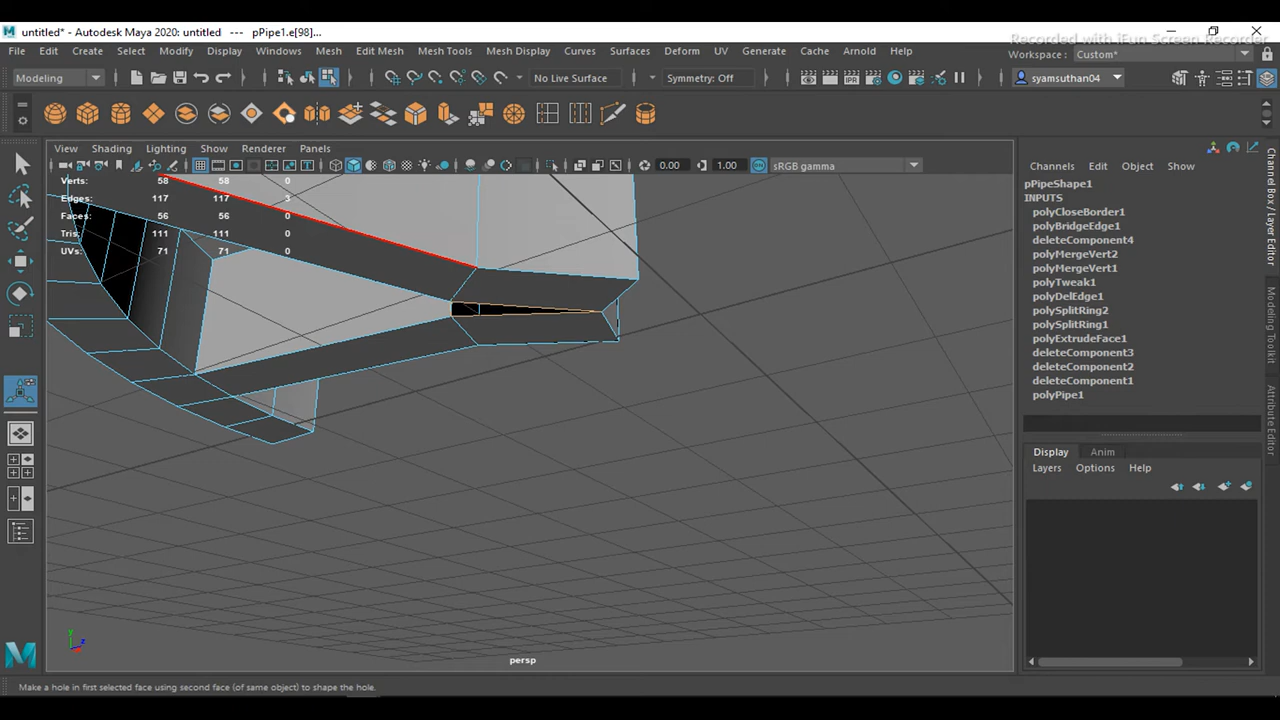 untitled* - Autodesk Maya 2020: untitled --- pPipe1.e[98]...
Recorded with iFun Screen Recorder
File Edit Create Select Modify Display Windows Mesh Edit Mesh Mesh Tools Mesh Display Curves Surfaces Deform UV Generate Cache Arnold Help
Workspace : Custom*
Modeling
No Live Surface
Symmetry: Off
syamsuthan04
View Shading Lighting Show Renderer Panels
0.00 1.00 sRGB gamma
Verts: 58 58 0
Edges: 117 117 3
Faces: 56 56 0
Tris: 111 111 0
UVs: 71 71 0
persp
y
z
Channels Edit Object Show
pPipeShape1
INPUTS
polyCloseBorder1
polyBridgeEdge1
deleteComponent4
polyMergeVert2
polyMergeVert1
polyTweak1
polyDelEdge1
polySplitRing2
polySplitRing1
polyExtrudeFace1
deleteComponent3
deleteComponent2
deleteComponent1
polyPipe1
Display Anim
Layers Options Help
Channel Box / Layer Editor
Modeling Toolkit
Attribute Editor
Make a hole in first selected face using second face (of same object) to shape the hole.